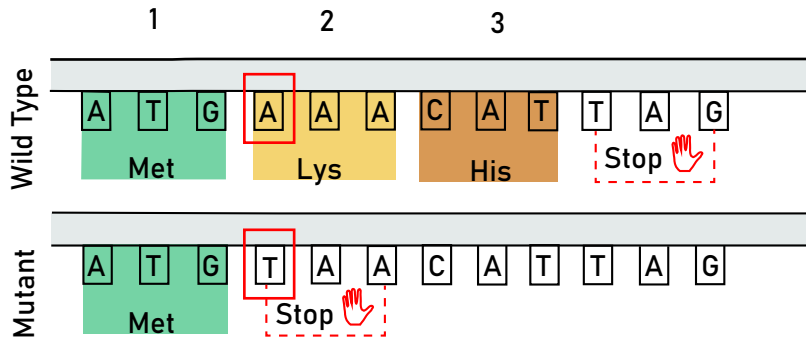 1 2 3
Wild Type
A T G A A A C A T T A G
Met Lys His Stop
Mutant
A T G T A A C A T T A G
Met Stop